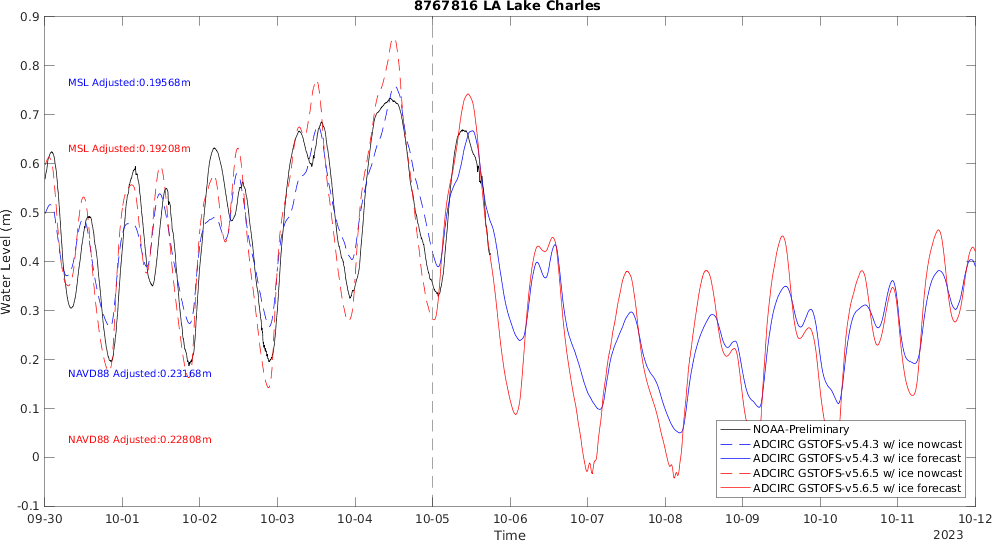 8767816 LA Lake Charles
0.9
0.8
0.7
0.6
0.5
0.4
0.3
0.2
0.1
0
-0.1
Water Level (m)
MSL Adjusted:0.19568m
MSL Adjusted:0.19208m
NAVD88 Adjusted:0.23168m
NAVD88 Adjusted:0.22808m
NOAA-Preliminary
ADCIRC GSTOFS-v5.4.3 w/ ice nowcast
ADCIRC GSTOFS-v5.4.3 w/ ice forecast
ADCIRC GSTOFS-v5.6.5 w/ ice nowcast
ADCIRC GSTOFS-v5.6.5 w/ ice forecast
09-30 10-01 10-02 10-03 10-04 10-05 10-06 10-07 10-08 10-09 10-10 10-11 10-12
Time
2023